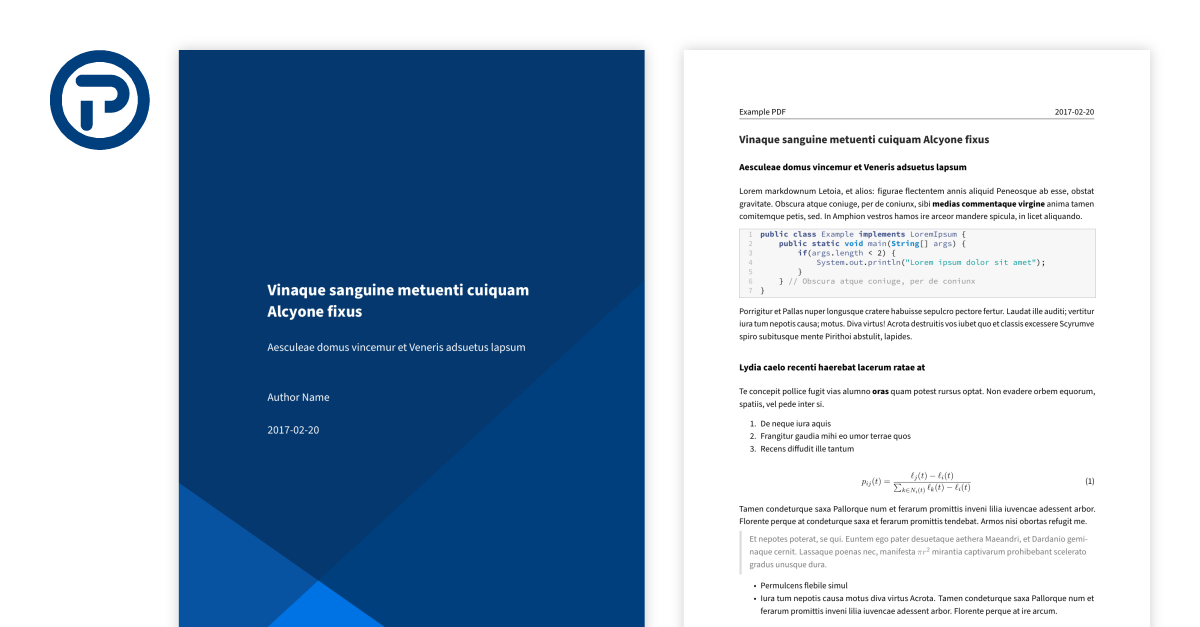 Vinaque sanguine metuenti cuiquam
Alcyone fixus
Aesculeae domus vincemur et Veneris adsuetus lapsum
Author Name
2017-02-20
Example PDF 2017-02-20
Vinaque sanguine metuenti cuiquam Alcyone fixus
Aesculeae domus vincemur et Veneris adsuetus lapsum
Lorem markdownum Letoia, et alios: figurae flectentem annis aliquid Peneosque ab esse, obstat
gravitate. Obscura atque coniuge, per de coniunx, sibi medias commentaque virgine anima tamen
comitemque petis, sed. In Amphion vestros hamos ire arceor mandere spicula, in licet aliquando.
1 public class Example implements LoremIpsum {
2     public static void main(String[] args) {
3         if(args.length < 2) {
4             System.out.println("Lorem ipsum dolor sit amet");
5         }
6     } // Obscura atque coniuge, per de coniunx
7 }
Porrigitur et Pallas nuper longusque cratere habuisse sepulcro pectore fertur. Laudat ille auditi; vertitur
iura tum nepotis causa; motus. Diva virtus! Acrota destruitis vos iubet quo et classis excessere Scyrumve
spiro subitusque mente Pirithoi abstulit, lapides.
Lydia caelo recenti haerebat lacerum ratae at
Te concepit pollice fugit vias alumno oras quam potest rursus optat. Non evadere orbem equorum,
spatiis, vel pede inter si.
1. De neque iura aquis
2. Frangitur gaudia mihi eo umor terrae quos
3. Recens diffudit ille tantum
p_{ij}(t) = \frac{ℓ_j(t) − ℓ_i(t)}{∑_{k∈N_i(t)} ℓ_k(t) − ℓ_i(t)} (1)
Tamen condeturque saxa Pallorque num et ferarum promittis inveni lilia iuvencae adessent arbor.
Florente perque at condeturque saxa et ferarum promittis tendebat. Armos nisi obortas refugit me.
Et nepotes poterat, se qui. Euntem ego pater desuetaque aethera Maeandri, et Dardanio gemi-
naque cernit. Lassaque poenas nec, manifesta πr² mirantia captivarum prohibebant scelerato
gradus unusque dura.
• Permulcens flebile simul
• Iura tum nepotis causa motus diva virtus Acrota. Tamen condeturque saxa Pallorque num et
ferarum promittis inveni lilia iuvencae adessent arbor. Florente perque at ire arcum.